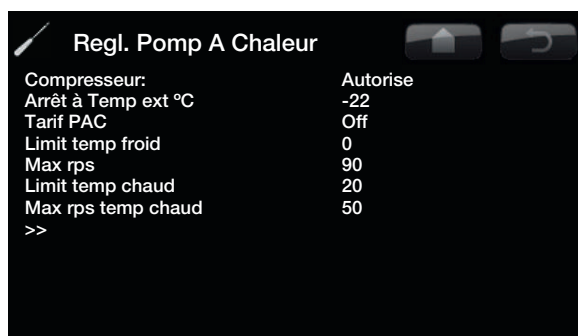 Regl. Pomp A Chaleur
Compresseur: Autorise
Arrêt à Temp ext ºC -22
Tarif PAC Off
Limit temp froid 0
Max rps 90
Limit temp chaud 20
Max rps temp chaud 50
>>